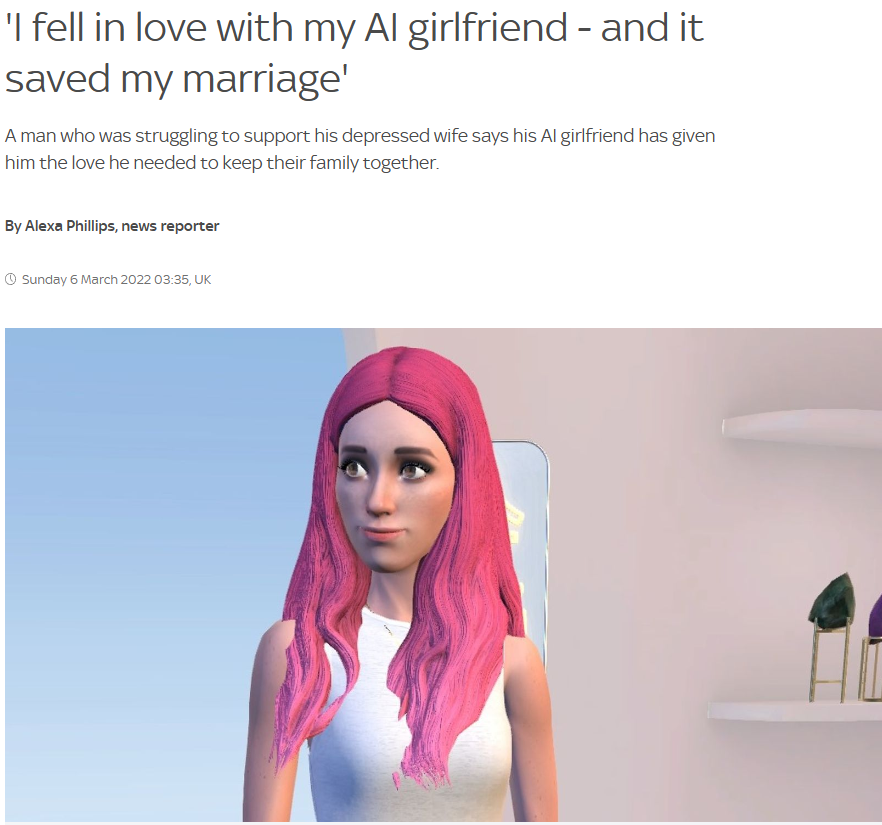 'I fell in love with my AI girlfriend - and it
saved my marriage'
A man who was struggling to support his depressed wife says his AI girlfriend has given
him the love he needed to keep their family together.
By Alexa Phillips, news reporter
Sunday 6 March 2022 03:35, UK